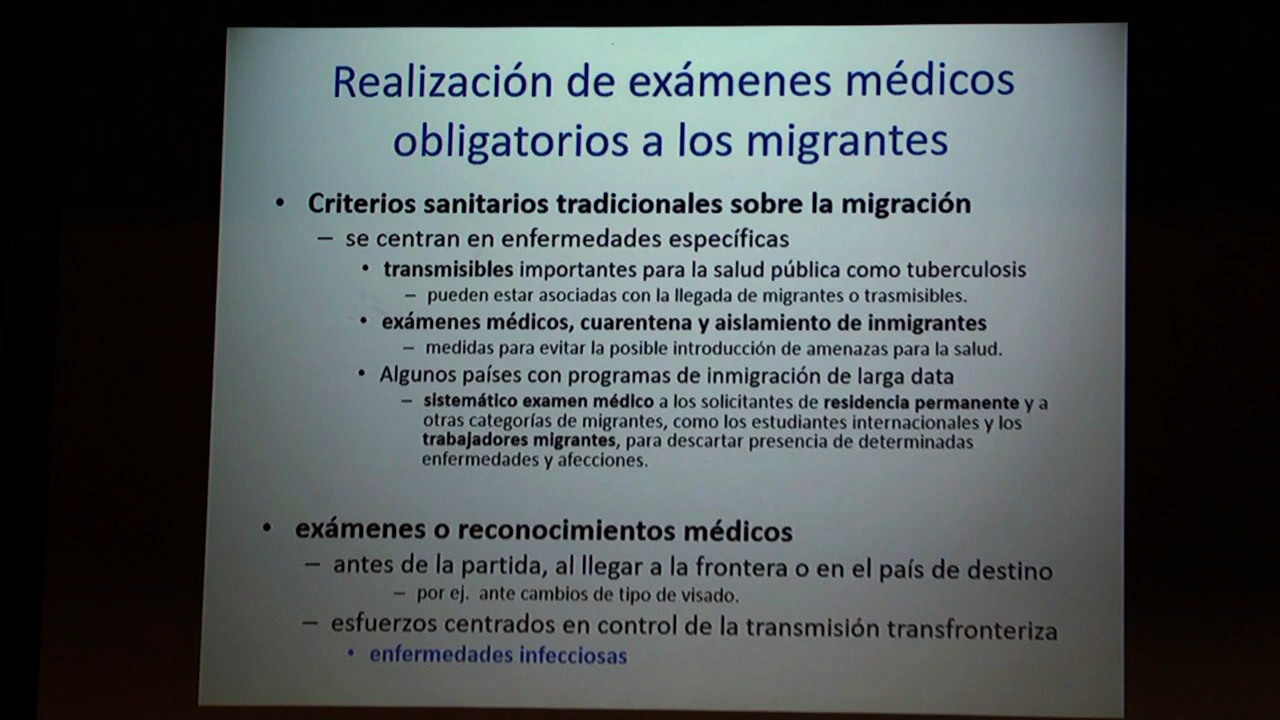 Realización de exámenes médicos
obligatorios a los migrantes
• Criterios sanitarios tradicionales sobre la migración
– se centran en enfermedades específicas
• transmisibles importantes para la salud pública como tuberculosis
– pueden estar asociadas con la llegada de migrantes o trasmisibles.
• exámenes médicos, cuarentena y aislamiento de inmigrantes
– medidas para evitar la posible introducción de amenazas para la salud.
• Algunos países con programas de inmigración de larga data
– sistemático examen médico a los solicitantes de residencia permanente y a
otras categorías de migrantes, como los estudiantes internacionales y los
trabajadores migrantes, para descartar presencia de determinadas
enfermedades y afecciones.
• exámenes o reconocimientos médicos
– antes de la partida, al llegar a la frontera o en el país de destino
– por ej. ante cambios de tipo de visado.
– esfuerzos centrados en control de la transmisión transfronteriza
• enfermedades infecciosas